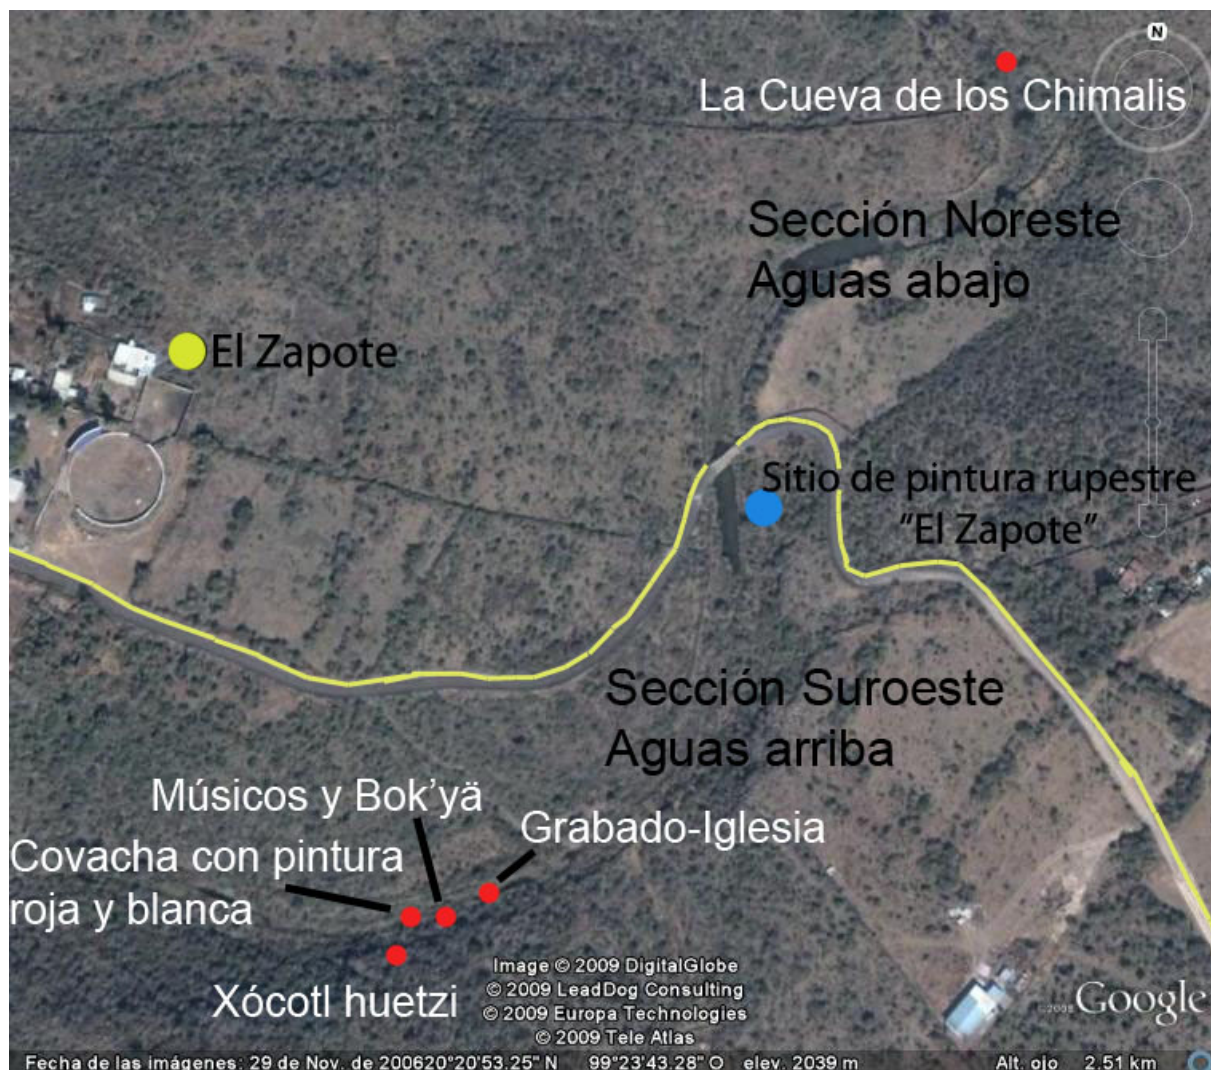 N
La Cueva de los Chimalis
Sección Noreste
Aguas abajo
El Zapote
Sitio de pintura rupestre
"El Zapote"
Sección Suroeste
Aguas arriba
Músicos y Bok'yä
Grabado-Iglesia
Covacha con pintura
roja y blanca
Xócotl huetzi
Image © 2009 DigitalGlobe
© 2009 LeadDog Consulting
© 2009 Europa Technologies
© 2009 Tele Atlas
©2008 Google
Fecha de las imágenes: 29 de Nov. de 200620°20'53.25" N 99°23'43.28" O elev. 2039 m Alt. ojo 2.51 km